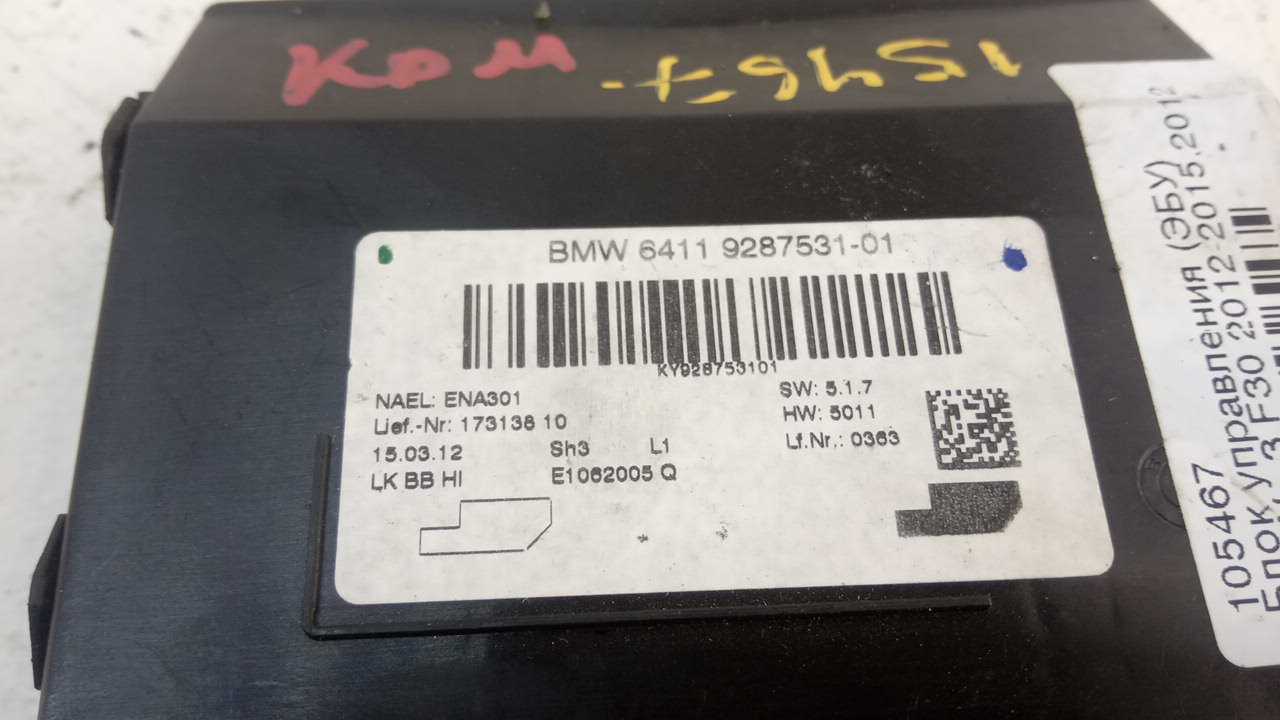 КРМ 1546-7.
BMW 6411 9287531-01
KY928753101
NAEL: ENA301
Lief.-Nr: 173138 10
15.03.12 Sh3 L1
LK BB HI E1062005 Q
SW: 5.1.7
HW: 5011
Lf.Nr.: 0363
105467
Блок управления (ЭБУ)
3 F30 2012-2015,2012